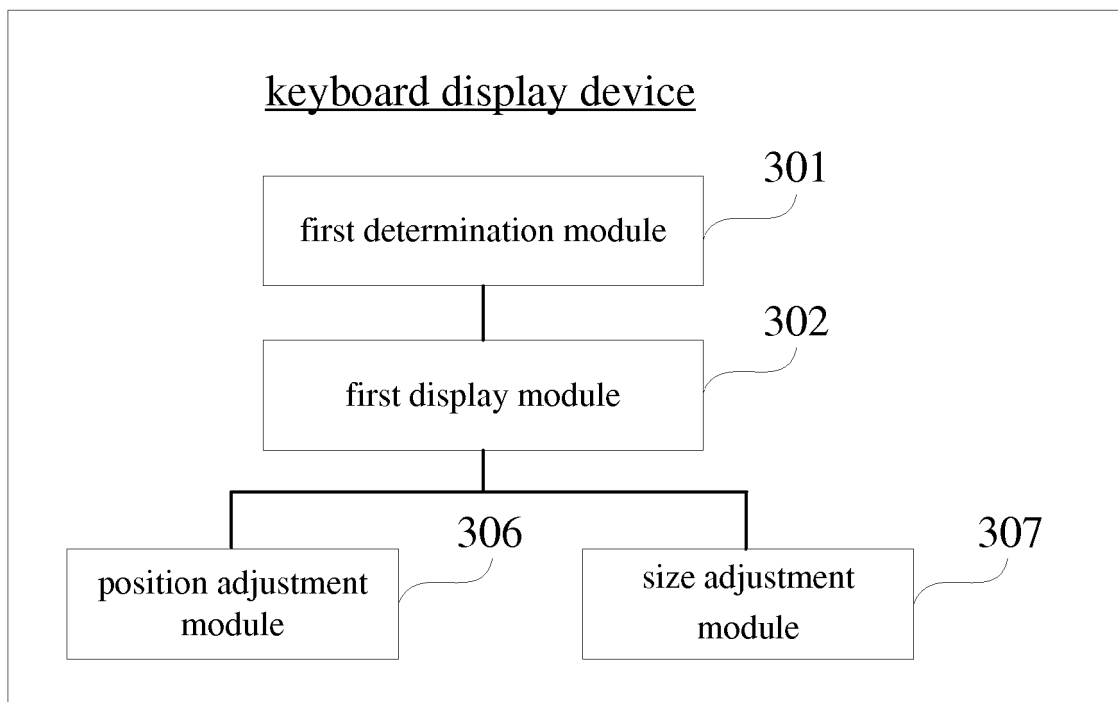 keyboard display device
301
first determination module
302
first display module
306
position adjustment
module
307
size adjustment
module